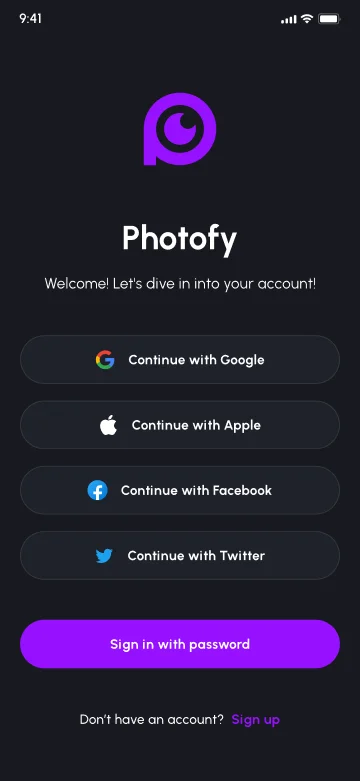 9:41
Photofy
Welcome! Let's dive in into your account!
Continue with Google
Continue with Apple
Continue with Facebook
Continue with Twitter
Sign in with password
Don't have an account? Sign up